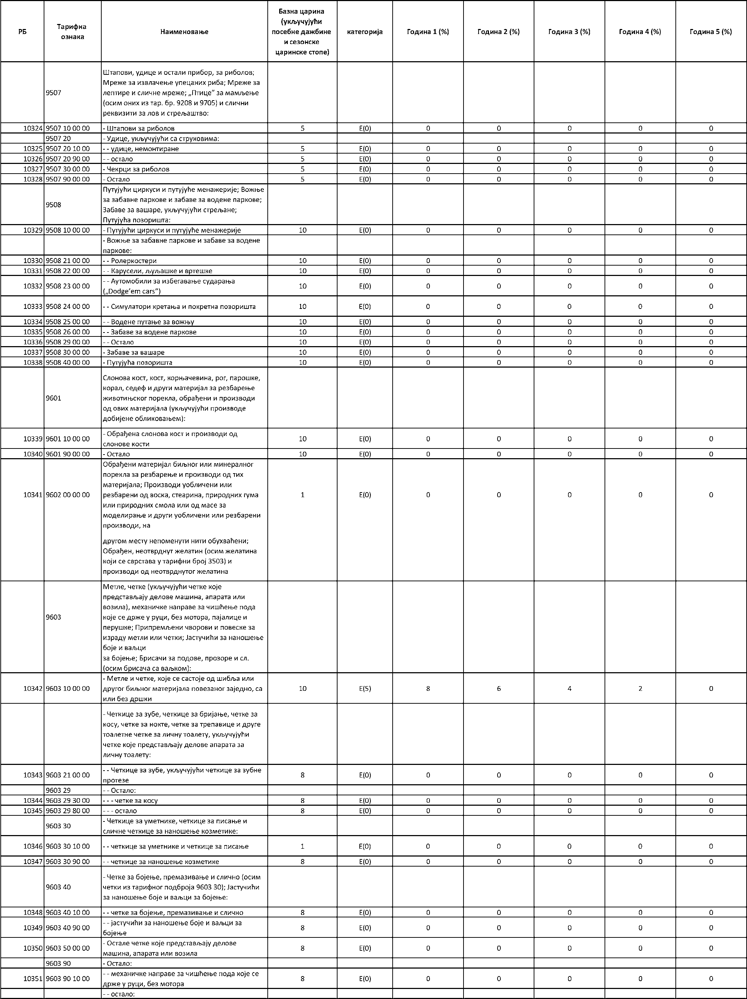 РБ
Тарифна
ознака
Наименовање
Базна царина
(укључујући
посебне дажбине
и сезонске
царинске стопе)
категорија
Година 1 (%)
Година 2 (%)
Година 3 (%)
Година 4 (%)
Година 5 (%)
9507
Штапови, удице и остали прибор, за риболов;
Мреже за извлачење упецаних риба; Мреже за
лептире и сличне мреже; „Птице” за мамљење
(осим оних из тар. бр. 9208 и 9705) и слични
реквизити за лов и стрељаштво:
10324 9507 10 00 00 - Штапови за риболов 5 Е(0) 0 0 0 0 0
9507 20 - Удице, укључујући са струковима:
10325 9507 20 10 00 - - удице, немонтиране 5 Е(0) 0 0 0 0 0
10326 9507 20 90 00 - - остало 5 Е(0) 0 0 0 0 0
10327 9507 30 00 00 - Чекрци за риболов 5 Е(0) 0 0 0 0 0
10328 9507 90 00 00 - Остало 5 Е(0) 0 0 0 0 0
9508
Путујући циркуси и путујуће менажерије; Вожње
за забавне паркове и забаве за водене паркове;
Забаве за вашаре, укључујући стрељане;
Путујућа позоришта:
10329 9508 10 00 00 - Путујући циркуси и путујуће менажерије 10 Е(0) 0 0 0 0 0
- Вожње за забавне паркове и забаве за водене
паркове:
10330 9508 21 00 00 - - Ролеркостери 10 Е(0) 0 0 0 0 0
10331 9508 22 00 00 - - Карусели, љуљашке и вртешке 10 Е(0) 0 0 0 0 0
10332 9508 23 00 00 - - Аутомобили за избегавање сударања
(„Dodge’em cars”) 10 Е(0) 0 0 0 0 0
10333 9508 24 00 00 - - Симулатори кретања и покретна позоришта 10 Е(0) 0 0 0 0 0
10334 9508 25 00 00 - - Водене путање за вожњу 10 Е(0) 0 0 0 0 0
10335 9508 26 00 00 - - Забаве за водене паркове 10 Е(0) 0 0 0 0 0
10336 9508 29 00 00 - - Остало 10 Е(0) 0 0 0 0 0
10337 9508 30 00 00 - Забаве за вашаре 10 Е(0) 0 0 0 0 0
10338 9508 40 00 00 - Путујућа позоришта 10 Е(0) 0 0 0 0 0
9601
Слонова кост, кост, корњачевина, рог, парошке,
корал, седеф и други материјал за резбарење
животињског порекла, обрађени и производи
од ових материјала (укључујући производе
добијене обликовањем):
10339 9601 10 00 00 - Обрађена слонова кост и производи од
слонове кости 10 Е(0) 0 0 0 0 0
10340 9601 90 00 00 - Остало 10 Е(0) 0 0 0 0 0
Обрађени материјал биљног или минералног
порекла за резбарење и производи од тих
материјала; Производи уобличени или
10341 9602 00 00 00 резбарени од воска, стеарина, природних гума 1 Е(0) 0 0 0 0 0
или природних смола или од масе за
моделирање и други уобличени или резбарени
производи, на
другом месту непоменути нити обухваћени;
Обрађен, неотврднут желатин (осим желатина
који се сврстава у тарифни број 3503) и
производи од неотврднутог желатина
9603
Метле, четке (укључујући четке које
представљају делове машина, апарата или
возила), механичке направе за чишћење пода
које се држе у руци, без мотора, пајалице и
перушке; Припремљени чворови и повеске за
израду метли или четки; Јастучићи за наношење
боје и ваљци
за бојење; Брисачи за подове, прозоре и сл.
(осим брисача са ваљком):
- Метле и четке, које се састоје од шибља или
10342 9603 10 00 00 другог биљног материјала повезаног заједно, са 10 Е(5) 8 6 4 2 0
или без дршки
- Четкице за зубе, четкице за бријање, четке за
косу, четке за нокте, четке за трепавице и друге
тоалетне четке за личну тоалету, укључујући
четке које представљају делове апарата за
личну тоалету:
10343 9603 21 00 00 - - Четкице за зубе, укључујући четкице за зубне
протезе 8 Е(0) 0 0 0 0 0
9603 29 - - Остало:
10344 9603 29 30 00 - - - четке за косу 8 Е(0) 0 0 0 0 0
10345 9603 29 80 00 - - - остало 8 Е(0) 0 0 0 0 0
9603 30 - Четкице за уметнике, четкице за писање и
сличне четкице за наношење козметике:
10346 9603 30 10 00 - - четкице за уметнике и четкице за писање 1 Е(0) 0 0 0 0 0
10347 9603 30 90 00 - - четкице за наношење козметике 8 Е(0) 0 0 0 0 0
9603 40
- Четке за бојење, премазивање и слично (осим
четки из тарифног подброја 9603 30); Јастучићи
за наношење боје и ваљци за бојење:
10348 9603 40 10 00 - - четке за бојење, премазивање и слично 8 Е(0) 0 0 0 0 0
10349 9603 40 90 00 - - јастучићи за наношење боје и ваљци за
бојење 8 Е(0) 0 0 0 0 0
10350 9603 50 00 00 - Остале четке које представљају делове
машина, апарата или возила 8 Е(0) 0 0 0 0 0
9603 90 - Остало:
10351 9603 90 10 00 - - механичке направе за чишћење пода које се
држе у руци, без мотора 8 Е(0) 0 0 0 0 0
- - остало: